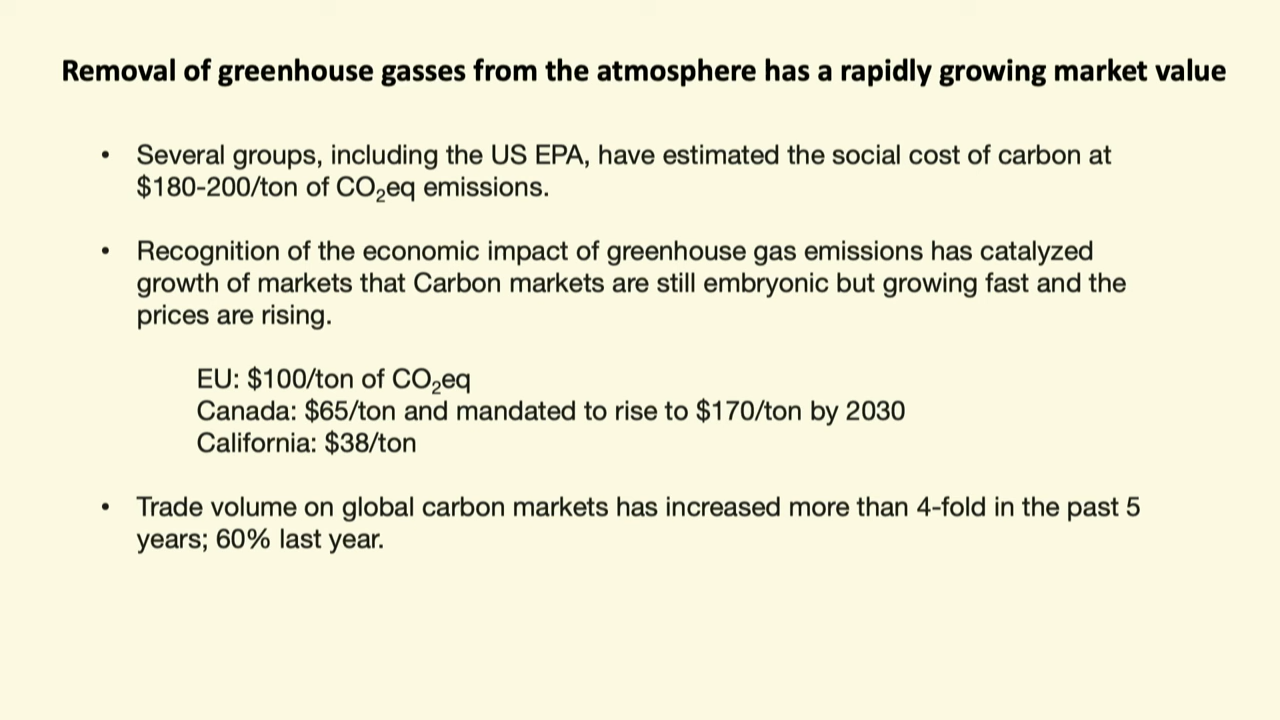 Removal of greenhouse gasses from the atmosphere has a rapidly growing market value
• Several groups, including the US EPA, have estimated the social cost of carbon at
$180-200/ton of CO₂eq emissions.
• Recognition of the economic impact of greenhouse gas emissions has catalyzed
growth of markets that Carbon markets are still embryonic but growing fast and the
prices are rising.
EU: $100/ton of CO₂eq
Canada: $65/ton and mandated to rise to $170/ton by 2030
California: $38/ton
• Trade volume on global carbon markets has increased more than 4-fold in the past 5
years; 60% last year.